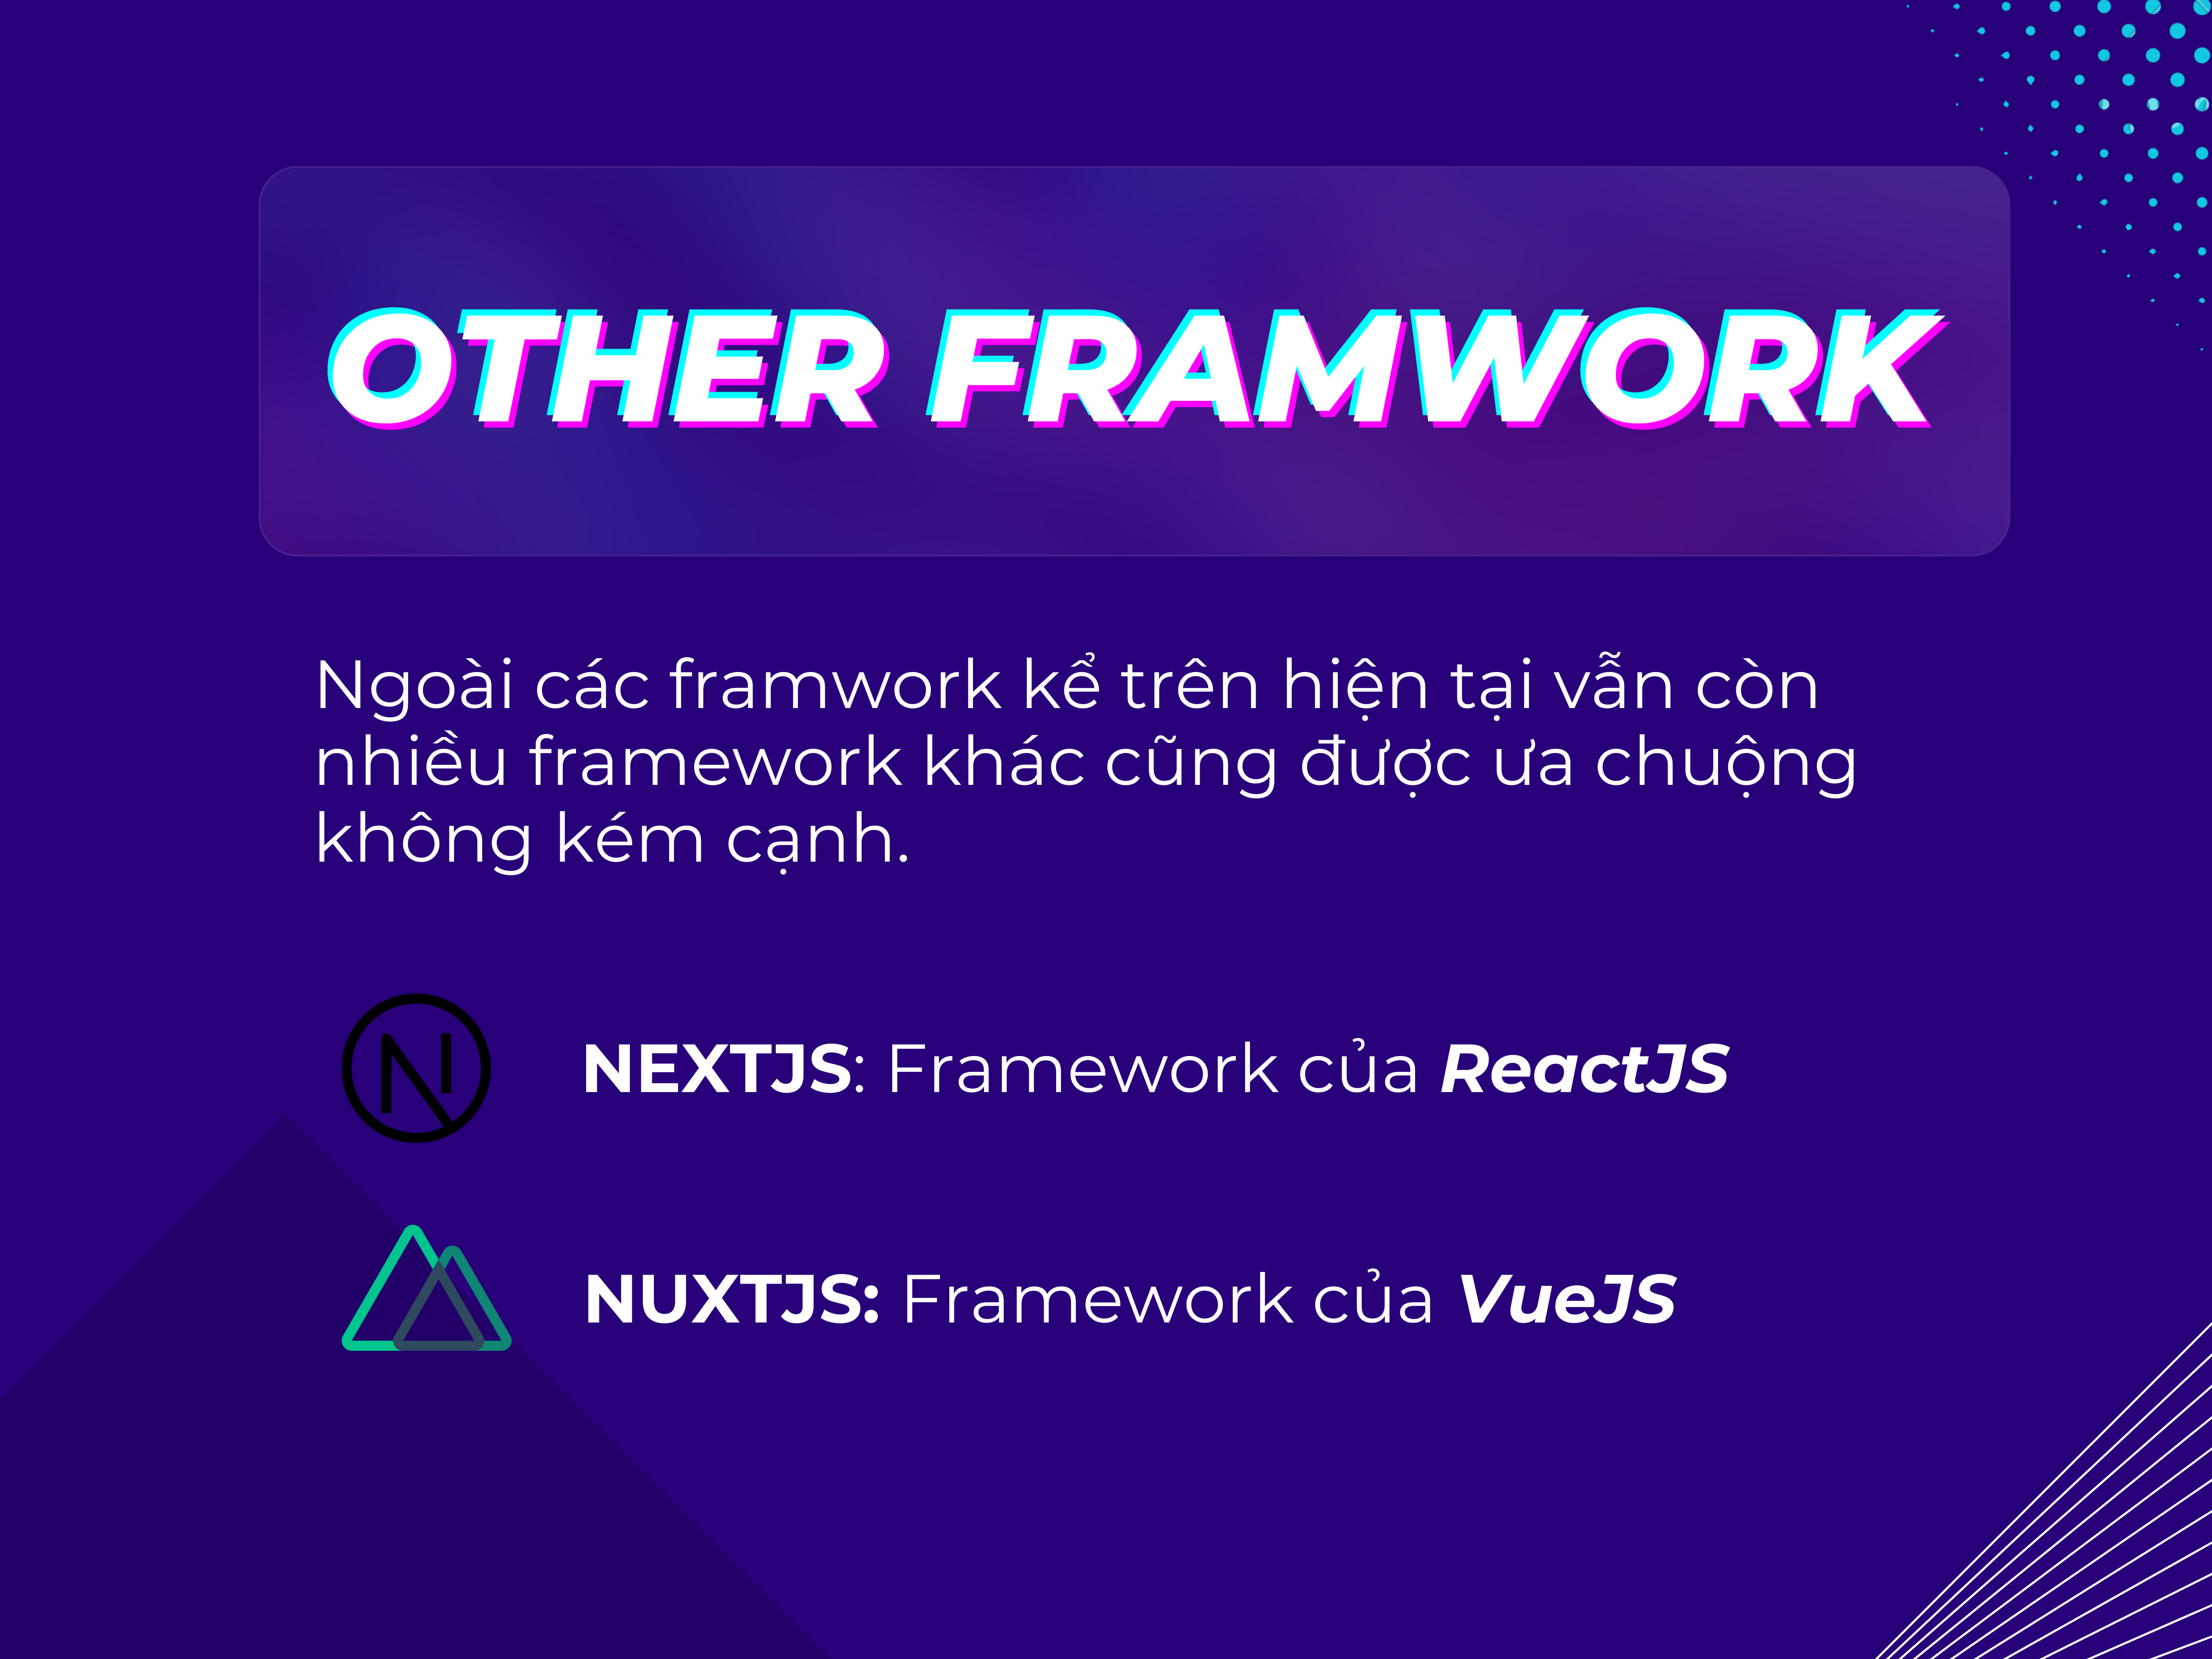 OTHER FRAMWORK
Ngoài các framwork kể trên hiện tại vẫn còn
nhiều framework khác cũng được ưa chuộng
không kém cạnh.
NEXTJS: Framework của ReactJS
NUXTJS: Framework của VueJS